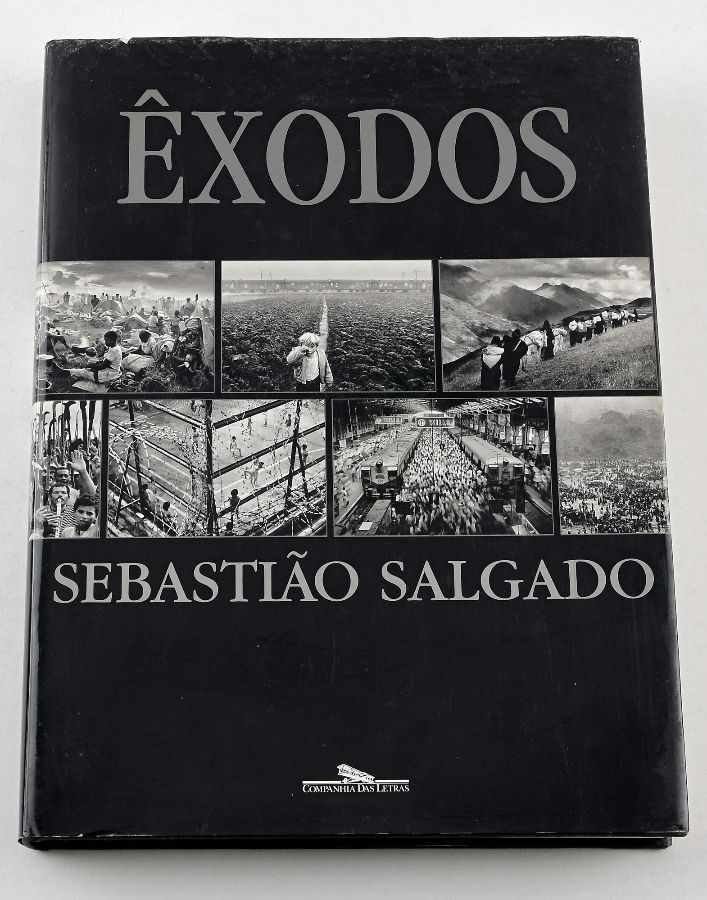 ÊXODOS
SEBASTIÃO SALGADO
COMPANHIA DAS LETRAS